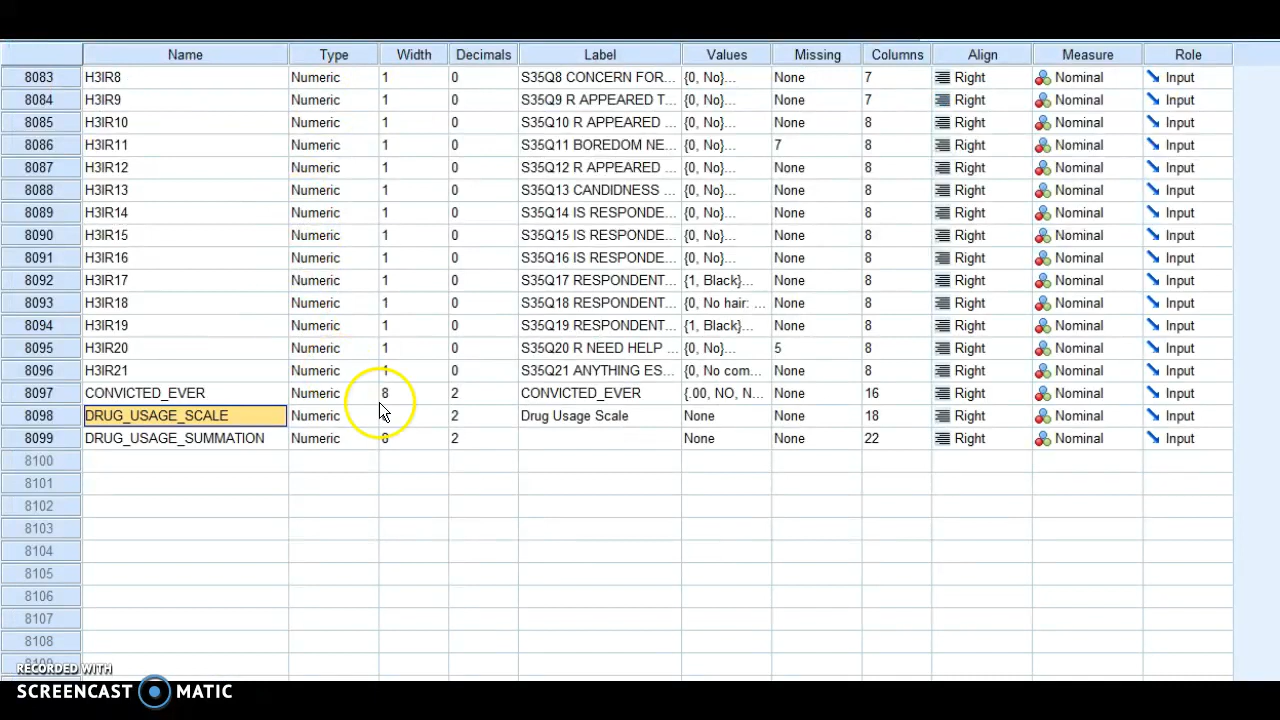 Name Type Width Decimals Label Values Missing Columns Align Measure Role
8083 H3IR8 Numeric 1 0 S35Q8 CONCERN FOR... {0, No}... None 7 Right Nominal Input
8084 H3IR9 Numeric 1 0 S35Q9 R APPEARED T... {0, No}... None 7 Right Nominal Input
8085 H3IR10 Numeric 1 0 S35Q10 R APPEARED ... {0, No}... None 8 Right Nominal Input
8086 H3IR11 Numeric 1 0 S35Q11 BOREDOM NE... {0, No}... 7 8 Right Nominal Input
8087 H3IR12 Numeric 1 0 S35Q12 R APPEARED ... {0, No}... None 8 Right Nominal Input
8088 H3IR13 Numeric 1 0 S35Q13 CANDIDNESS ... {0, No}... None 8 Right Nominal Input
8089 H3IR14 Numeric 1 0 S35Q14 IS RESPONDE... {0, No}... None 8 Right Nominal Input
8090 H3IR15 Numeric 1 0 S35Q15 IS RESPONDE... {0, No}... None 8 Right Nominal Input
8091 H3IR16 Numeric 1 0 S35Q16 IS RESPONDE... {0, No}... None 8 Right Nominal Input
8092 H3IR17 Numeric 1 0 S35Q17 RESPONDENT... {1, Black}... None 8 Right Nominal Input
8093 H3IR18 Numeric 1 0 S35Q18 RESPONDENT... {0, No hair: ... None 8 Right Nominal Input
8094 H3IR19 Numeric 1 0 S35Q19 RESPONDENT... {1, Black}... None 8 Right Nominal Input
8095 H3IR20 Numeric 1 0 S35Q20 R NEED HELP ... {0, No}... 5 8 Right Nominal Input
8096 H3IR21 Numeric 1 0 S35Q21 ANYTHING ES... {0, No com... None 8 Right Nominal Input
8097 CONVICTED_EVER Numeric 8 2 CONVICTED_EVER {.00, NO, N... None 16 Right Nominal Input
8098 DRUG_USAGE_SCALE Numeric 2 Drug Usage Scale None None 18 Right Nominal Input
8099 DRUG_USAGE_SUMMATION Numeric 8 2 None None 22 Right Nominal Input
8100
8101
8102
8103
8104
8105
8106
8107
8108
8109
RECORDED WITH
SCREENCAST MATIC